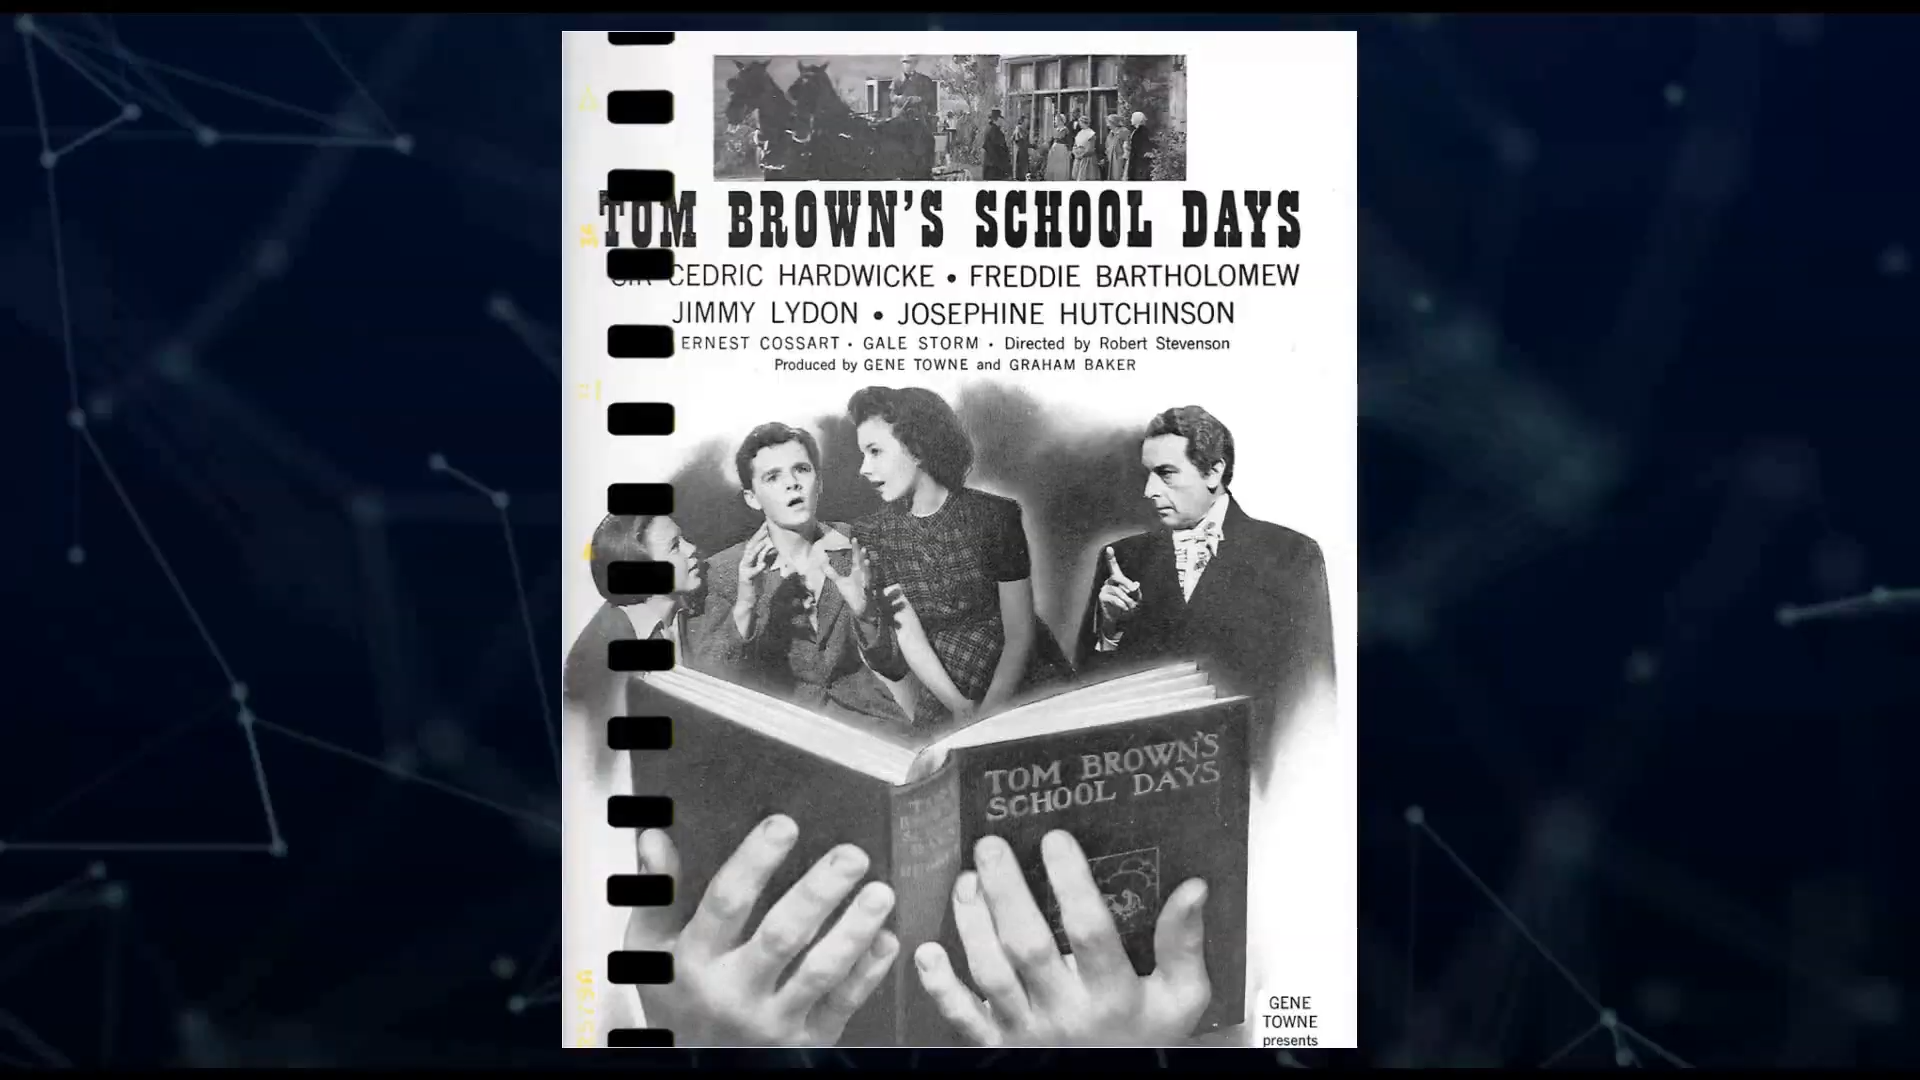 TOM BROWN'S SCHOOL DAYS
SIR CEDRIC HARDWICKE • FREDDIE BARTHOLOMEW
JIMMY LYDON • JOSEPHINE HUTCHINSON
ERNEST COSSART • GALE STORM • Directed by Robert Stevenson
Produced by GENE TOWNE and GRAHAM BAKER
TOM BROWN'S
SCHOOL DAYS
GENE
TOWNE
presents